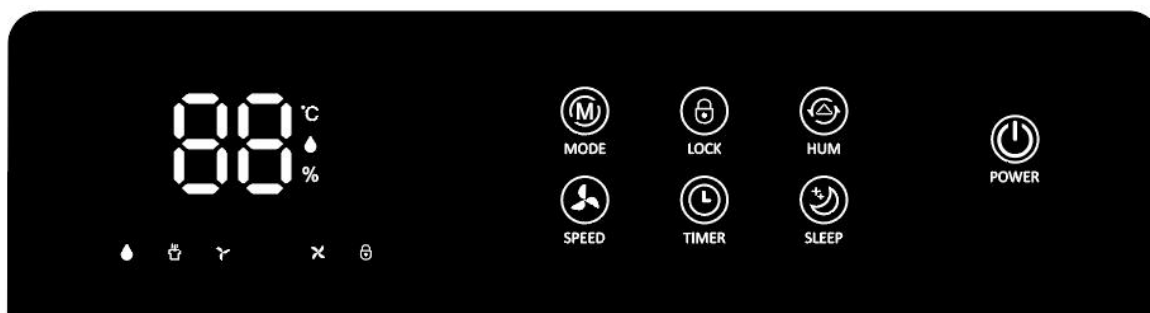 88
°C
%
M
MODE
LOCK
HUM
POWER
SPEED
TIMER
SLEEP